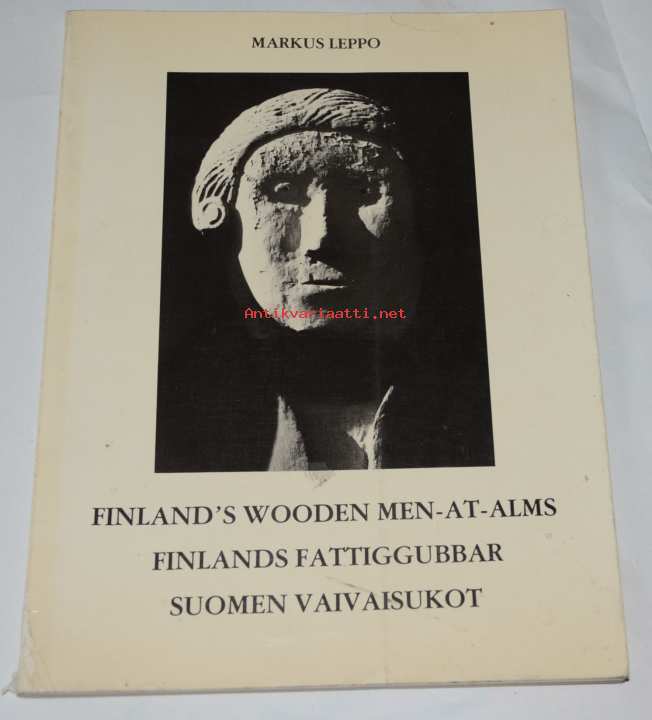 MARKUS LEPPO
Antikvariaatti.net
FINLAND'S WOODEN MEN-AT-ALMS
FINLANDS FATTIGGUBBAR
SUOMEN VAIVAISUKOT